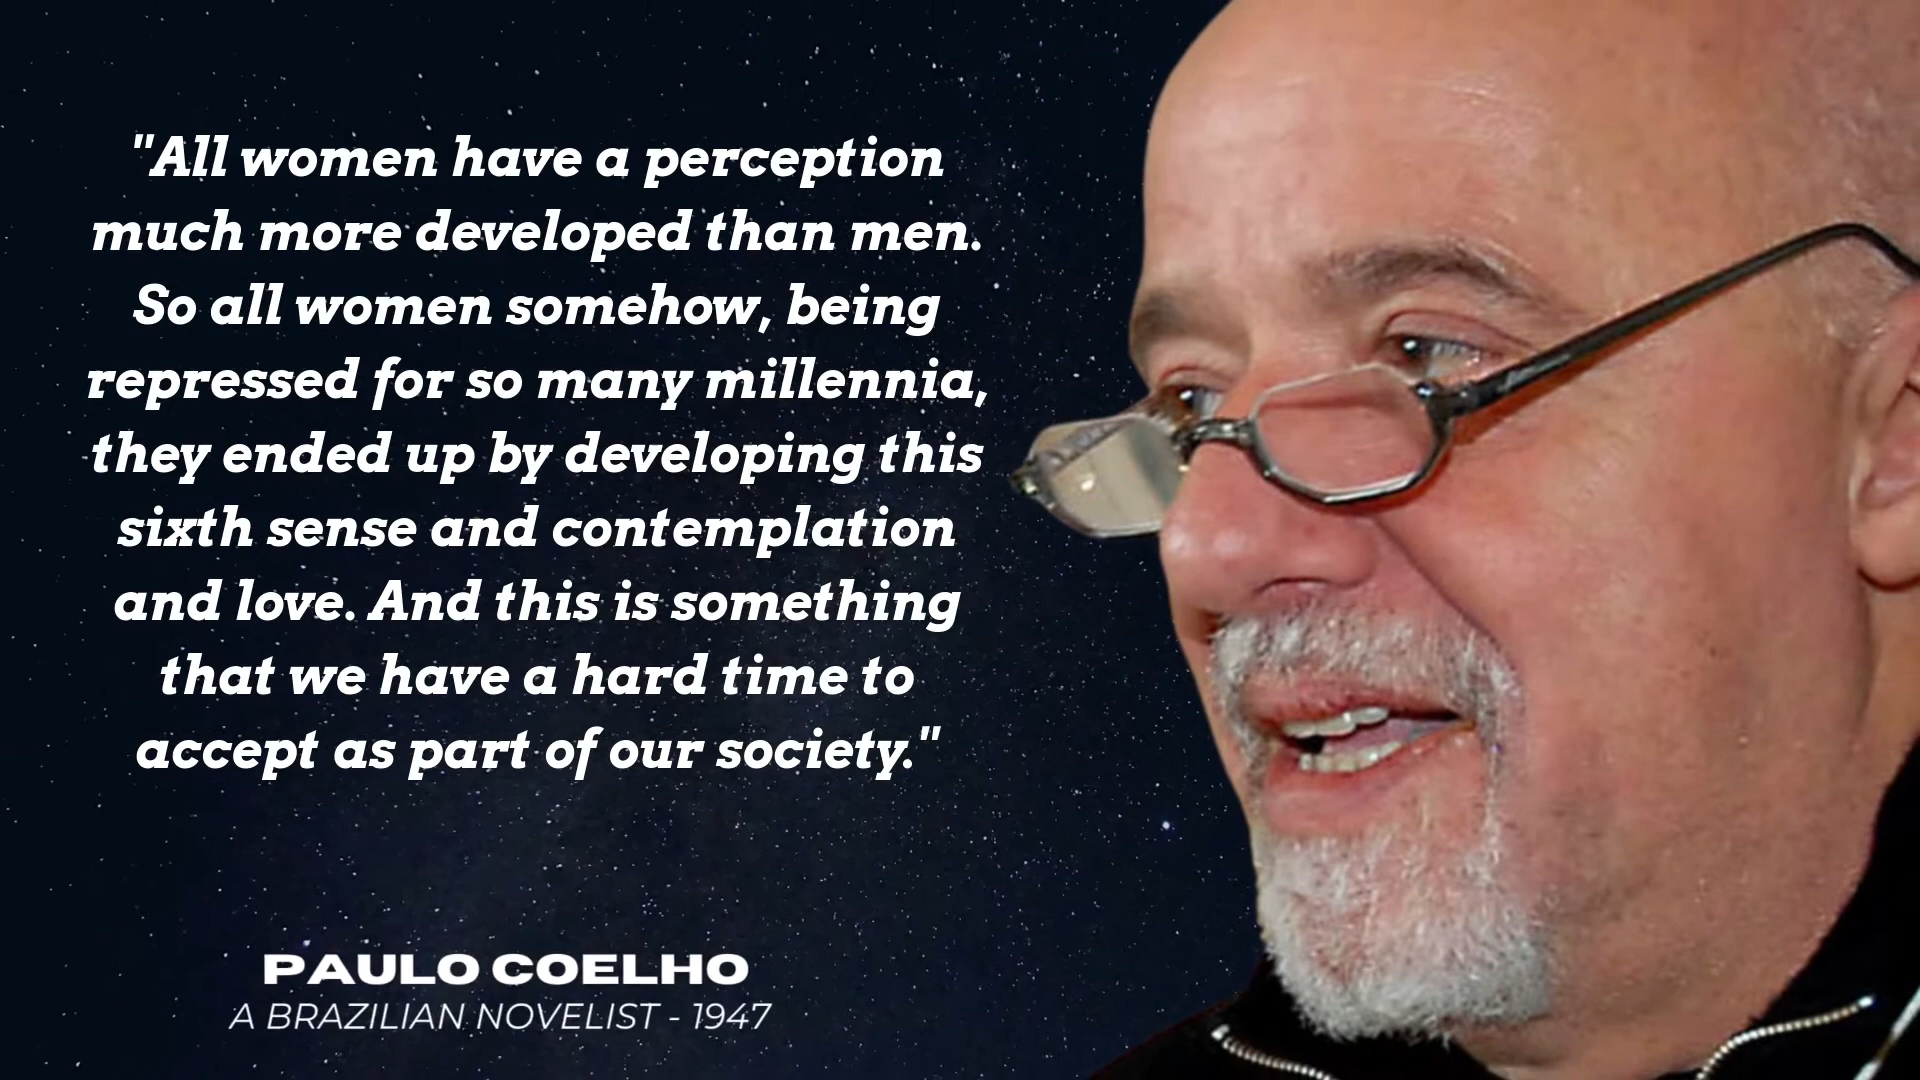 "All women have a perception
much more developed than men.
So all women somehow, being
repressed for so many millennia,
they ended up by developing this
sixth sense and contemplation
and love. And this is something
that we have a hard time to
accept as part of our society."
PAULO COELHO
A BRAZILIAN NOVELIST - 1947